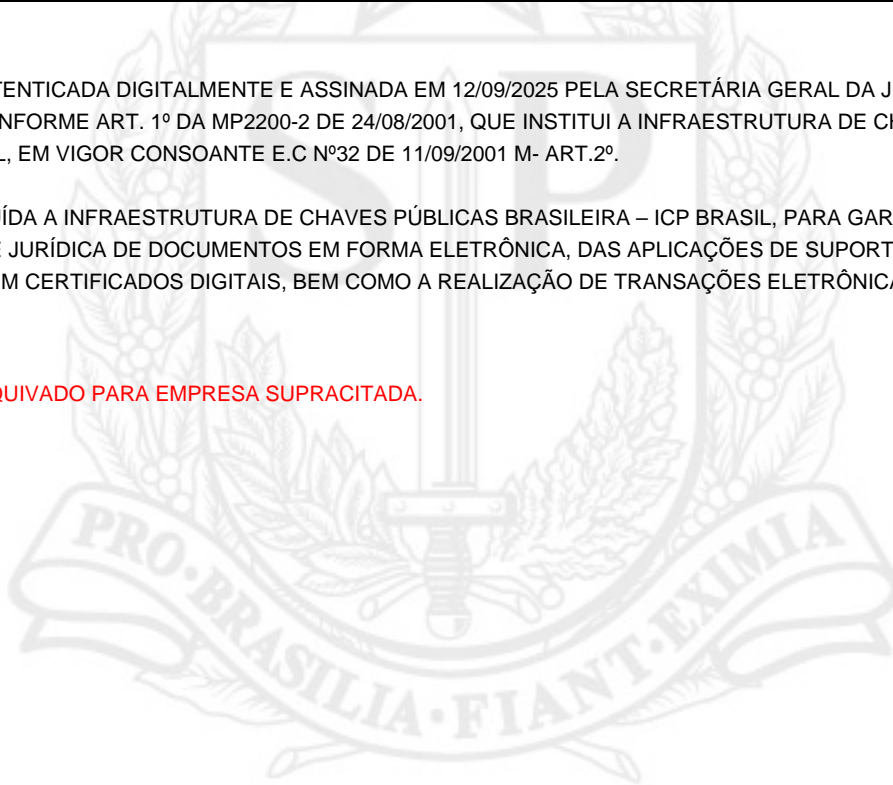 TENTICADA DIGITALMENTE E ASSINADA EM 12/09/2025 PELA SECRETÁRIA GERAL DA J
NFORME ART. 1º DA MP2200-2 DE 24/08/2001, QUE INSTITUI A INFRAESTRUTURA DE CH
L, EM VIGOR CONSOANTE E.C Nº32 DE 11/09/2001 M- ART.2º.
UÍDA A INFRAESTRUTURA DE CHAVES PÚBLICAS BRASILEIRA – ICP BRASIL, PARA GAR
E JURÍDICA DE DOCUMENTOS EM FORMA ELETRÔNICA, DAS APLICAÇÕES DE SUPORT
M CERTIFICADOS DIGITAIS, BEM COMO A REALIZAÇÃO DE TRANSAÇÕES ELETRÔNICA
QUIVADO PARA EMPRESA SUPRACITADA.
SP
PRO·BRASILIA·FIANT·EXIMIA